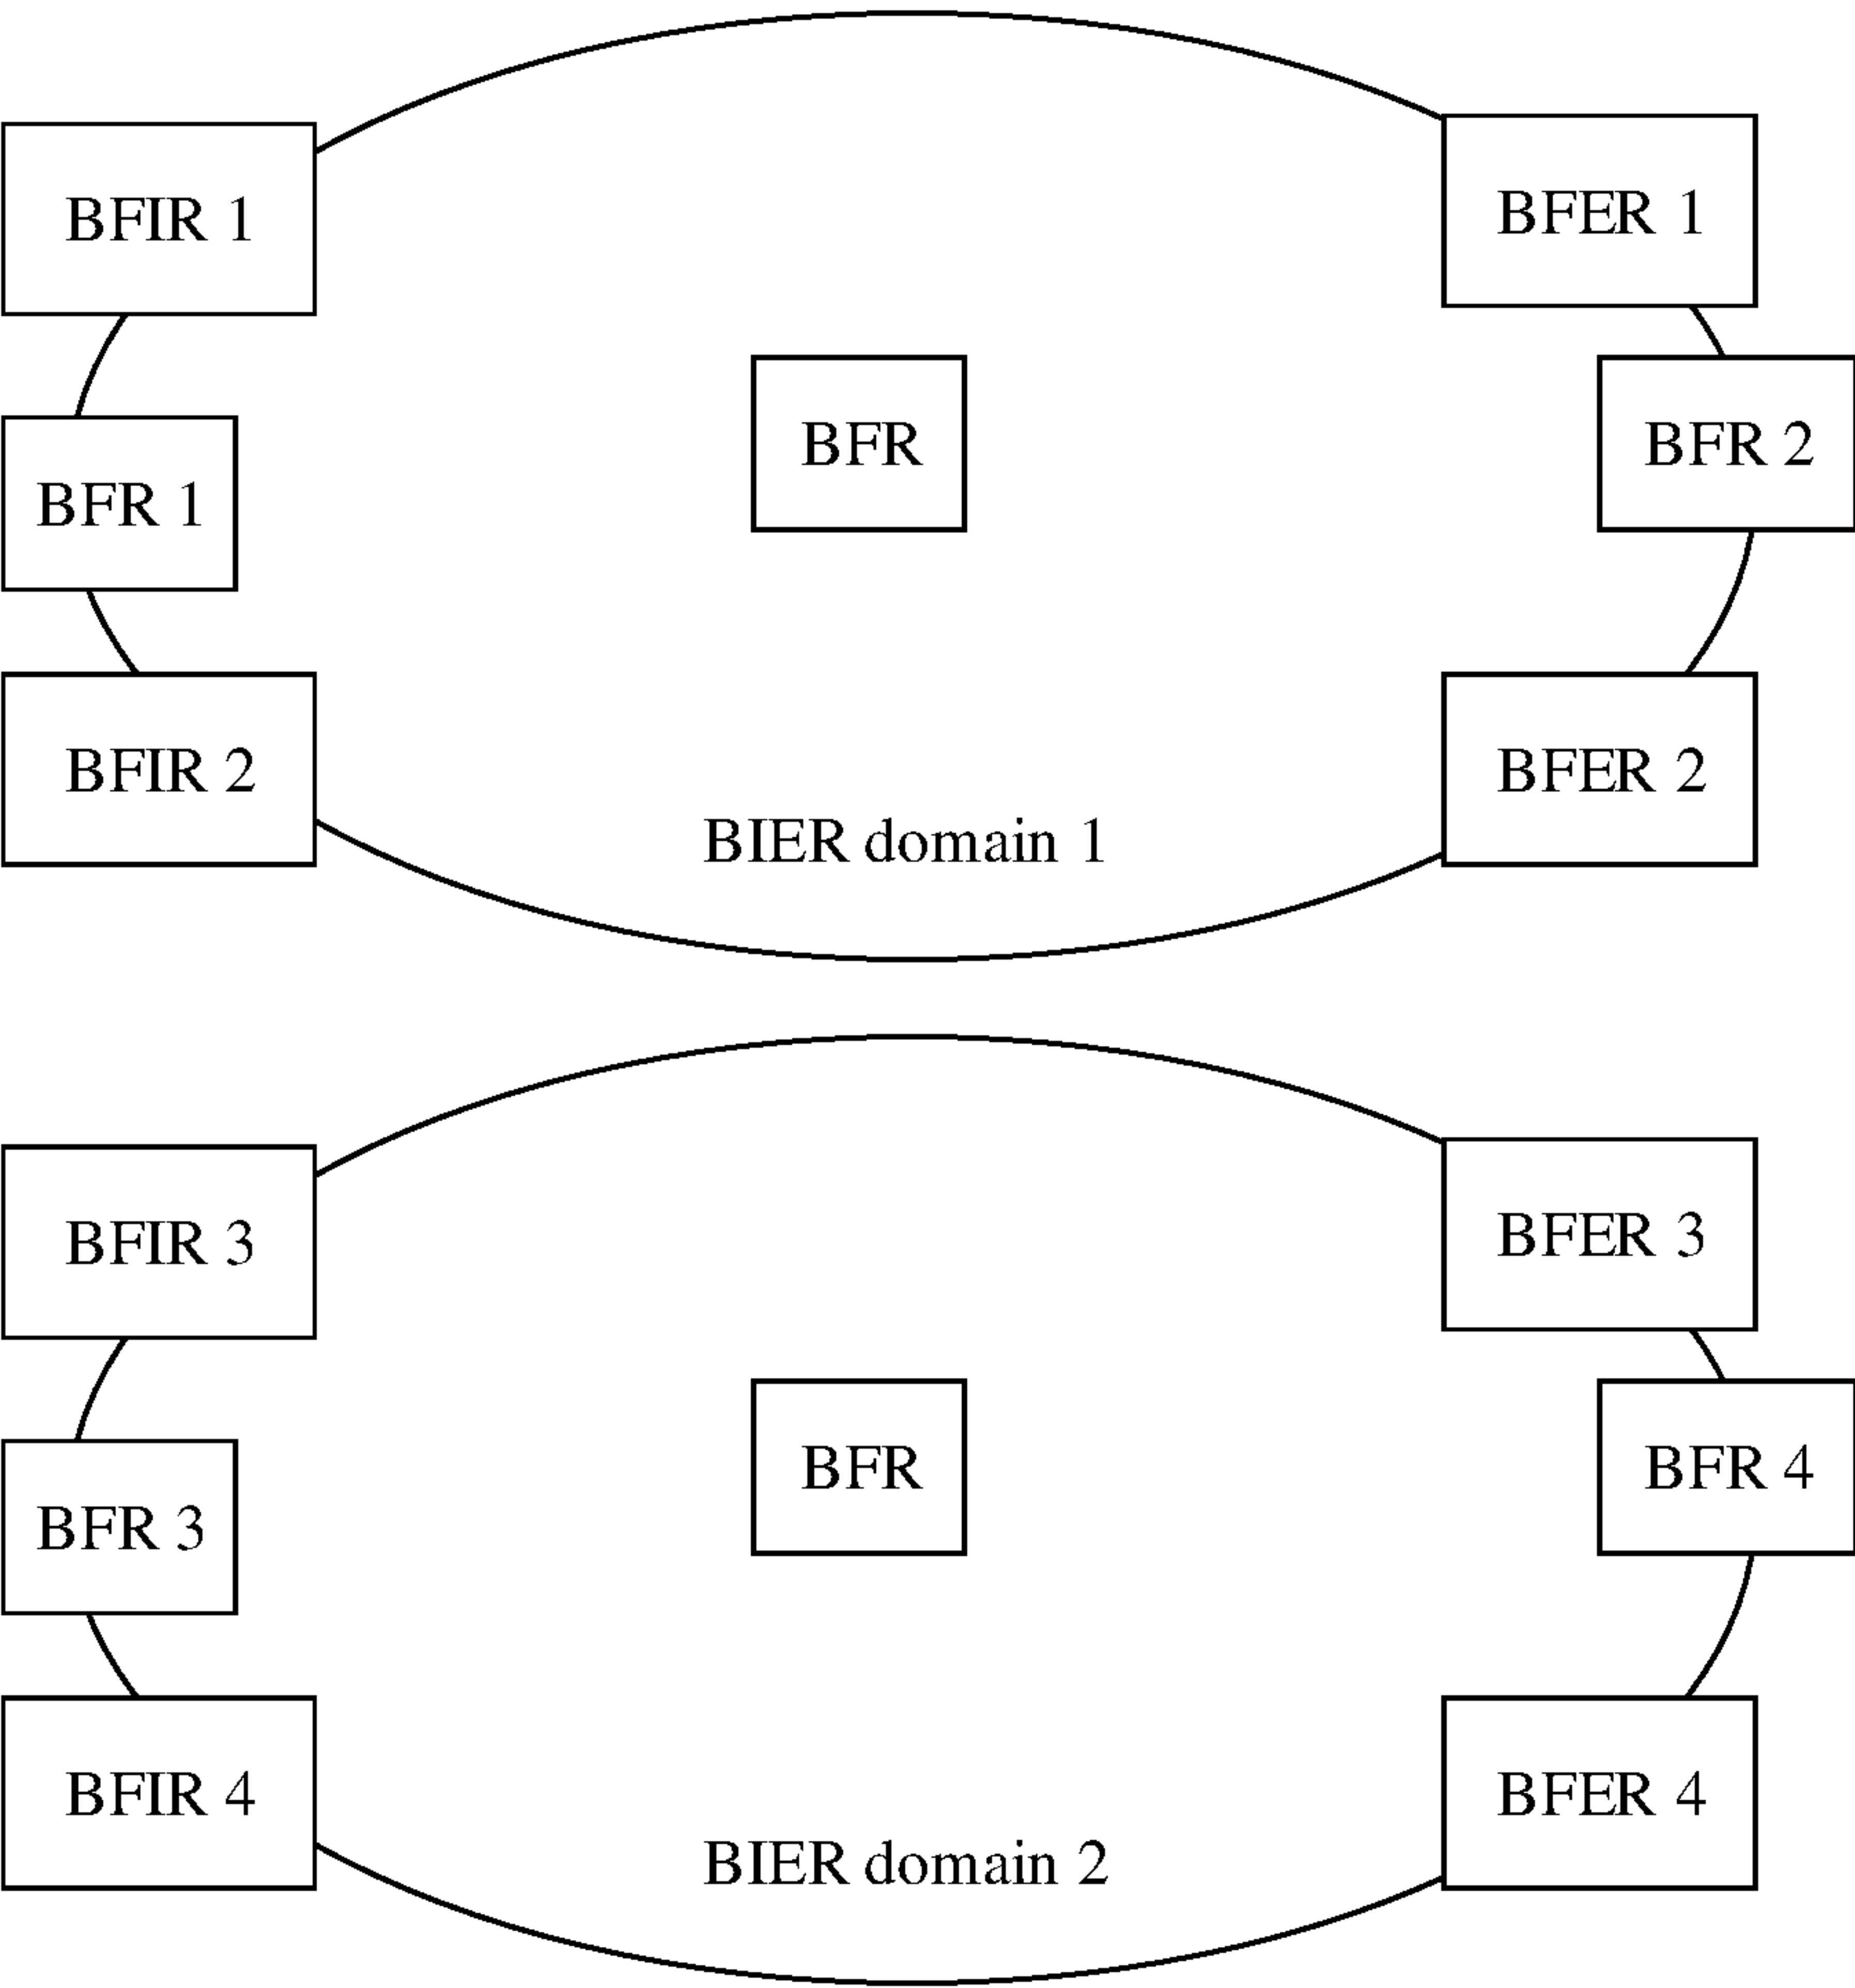 BFIR 1
BFER 1
BFR
BFR 2
BFR 1
BFIR 2
BFER 2
BIER domain 1
BFIR 3
BFER 3
BFR
BFR 4
BFR 3
BFIR 4
BFER 4
BIER domain 2